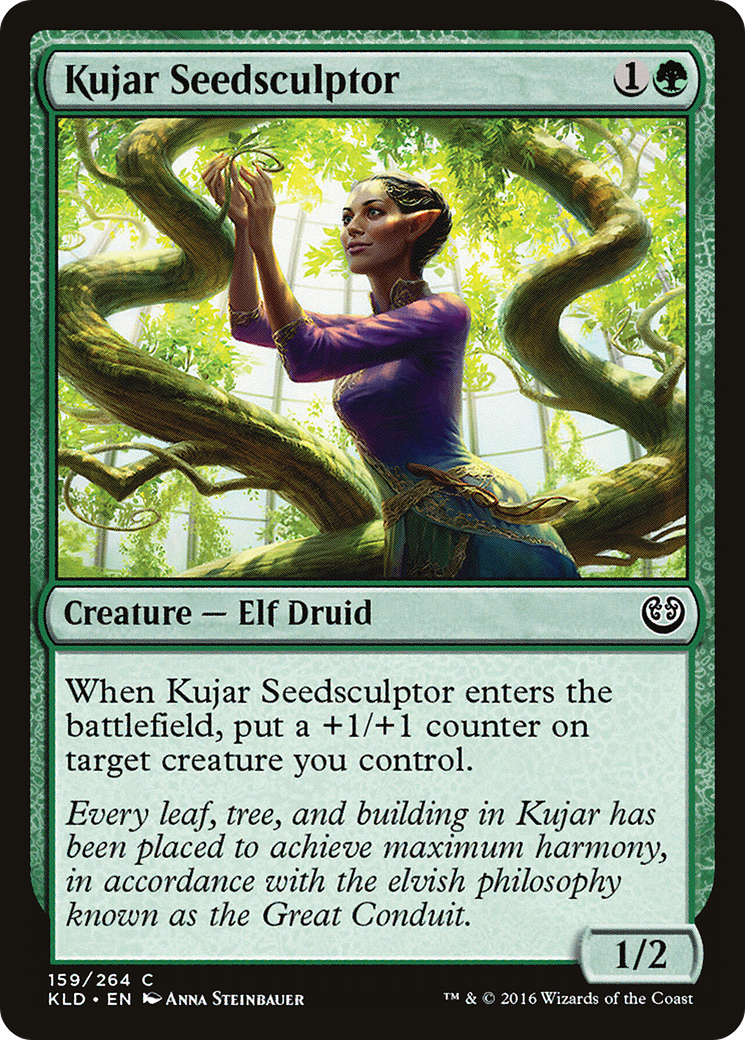 Kujar Seedsculptor 1
Creature — Elf Druid
When Kujar Seedsculptor enters the
battlefield, put a +1/+1 counter on
target creature you control.
Every leaf, tree, and building in Kujar has
been placed to achieve maximum harmony,
in accordance with the elvish philosophy
known as the Great Conduit.
1/2
159/264 C
KLD • EN Anna Steinbauer ™ & © 2016 Wizards of the Coast